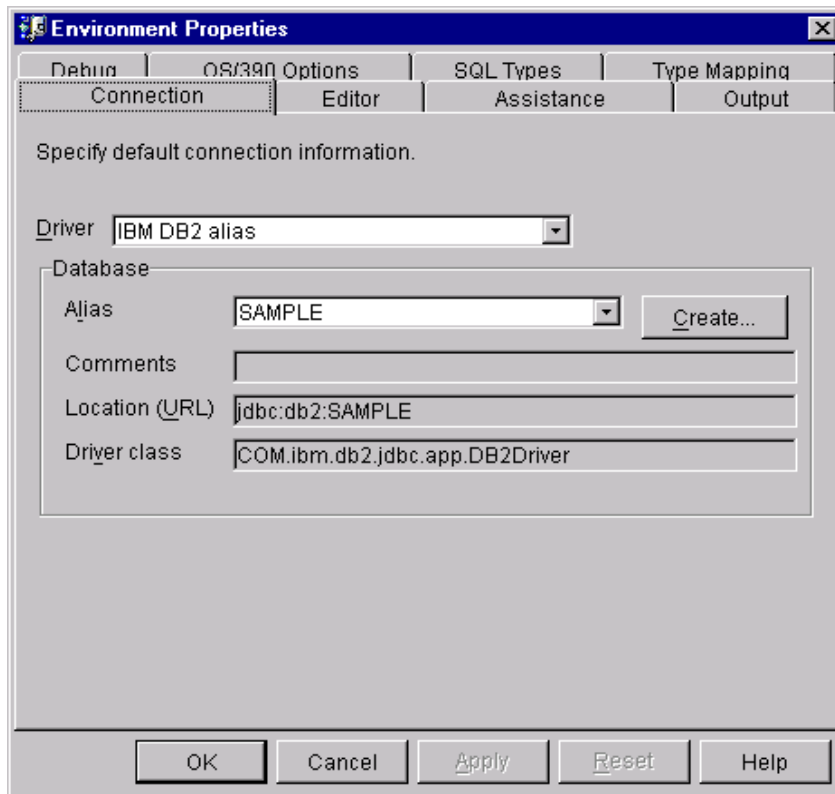 Environment Properties
Debug OS/390 Options SQL Types Type Mapping
Connection Editor Assistance Output
Specify default connection information.
Driver IBM DB2 alias
Database
Alias SAMPLE Create...
Comments
Location (URL) jdbc:db2:SAMPLE
Driver class COM.ibm.db2.jdbc.app.DB2Driver
OK Cancel Apply Reset Help